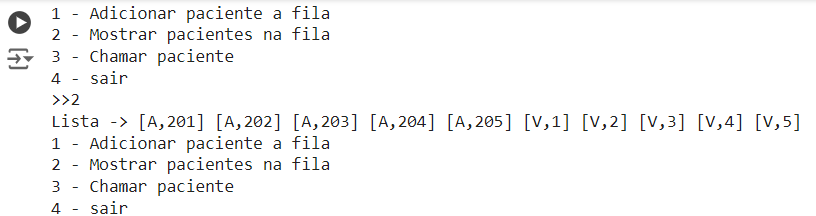 1 - Adicionar paciente a fila
2 - Mostrar pacientes na fila
3 - Chamar paciente
4 - sair
>>2
Lista -> [A,201] [A,202] [A,203] [A,204] [A,205] [V,1] [V,2] [V,3] [V,4] [V,5]
1 - Adicionar paciente a fila
2 - Mostrar pacientes na fila
3 - Chamar paciente
4 - sair